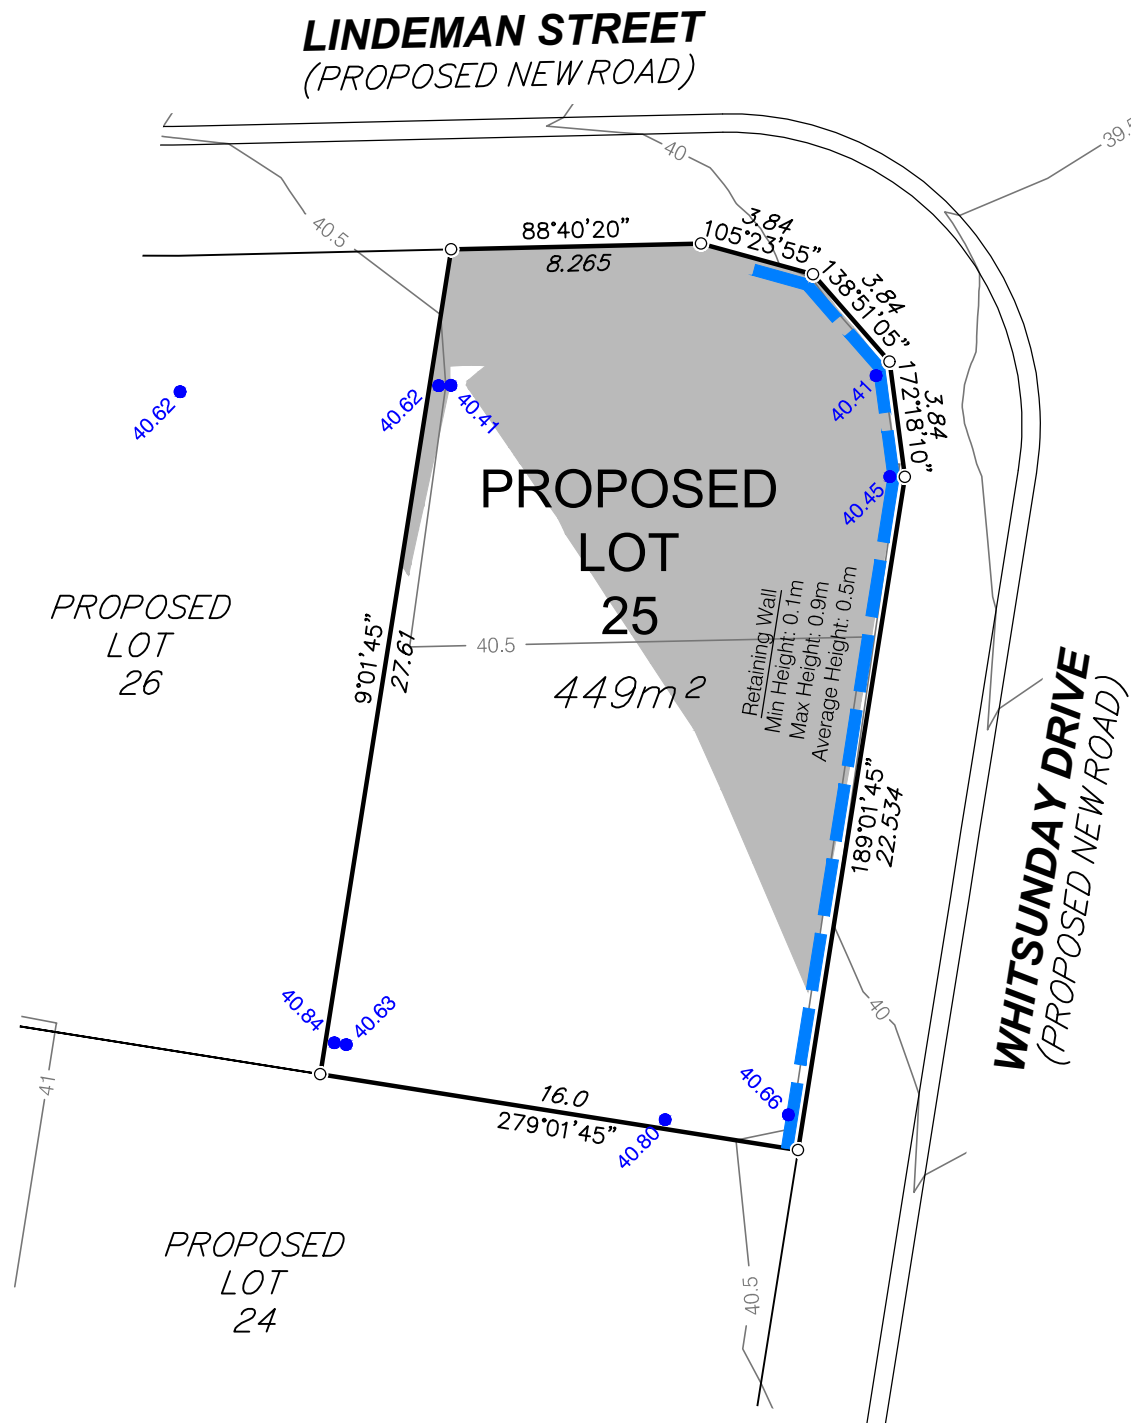 LINDEMAN STREET
(PROPOSED NEW ROAD)
39.5
40
40.5
88°40'20"
8.265
3.84
105°23'55"
3.84
138°51'05"
3.84
172°18'10"
40.62
40.62
40.41
40.41
40.45
PROPOSED
LOT
25
449m²
40.5
Retaining Wall
Min Height: 0.1m
Max Height: 0.9m
Average Height: 0.5m
PROPOSED
LOT
26
9°01'45"
27.61
189°01'45"
22.534
WHITSUNDAY DRIVE
(PROPOSED NEW ROAD)
40
40.84
40.63
40.66
40.80
16.0
279°01'45"
41
PROPOSED
LOT
24
40.5